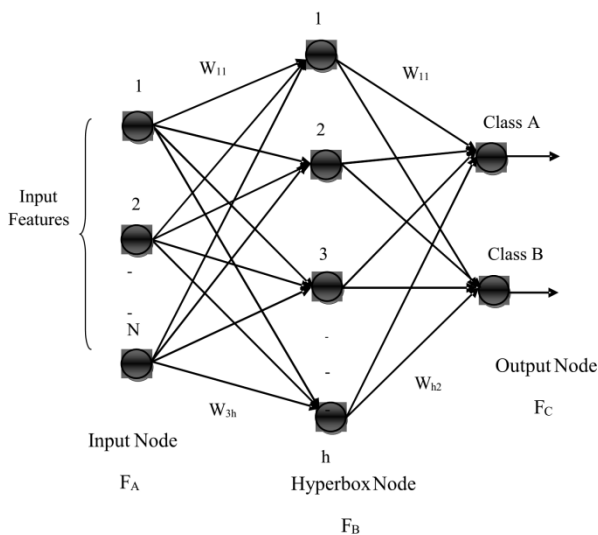 1
W11
W11
1
Class A
2
Input
Features
2
Class B
3
-
-
N
-
-
-
Wh2
Output Node
W3h
FC
Input Node
h
FA
Hyperbox Node
FB